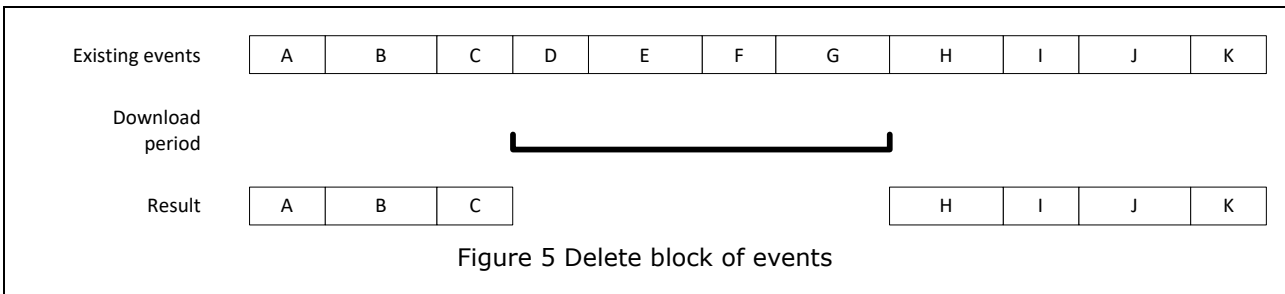 Existing events A B C D E F G H I J K
Download
period
Result A B C H I J K
Figure 5 Delete block of events